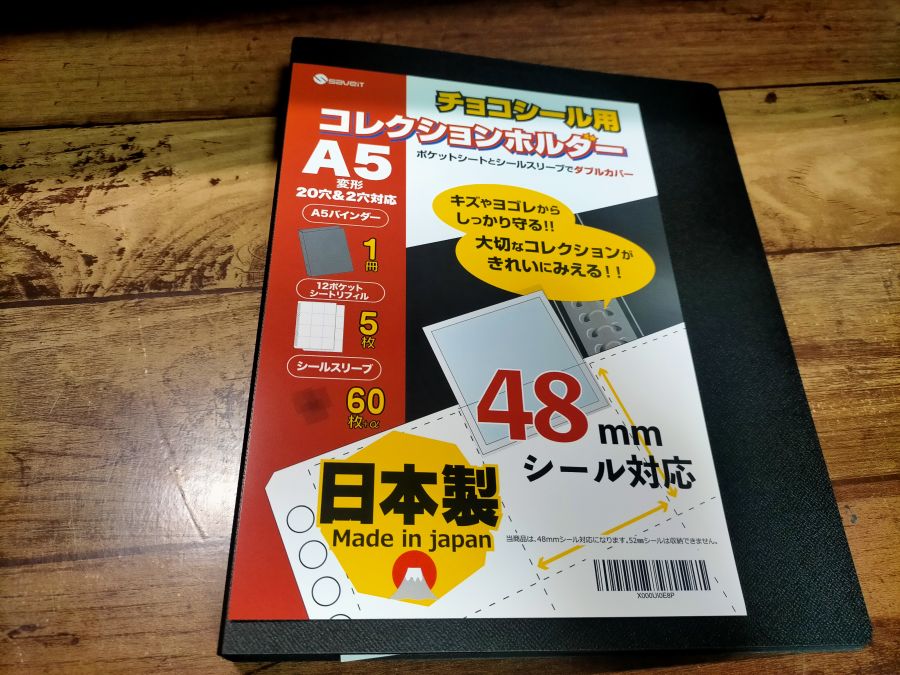 saveit
チョコシール用
コレクションホルダー
ポケットシートとシールスリーブでダブルカバー
A5
変形
20穴&2穴対応
A5バインダー
1冊
12ポケット
シートリフィル
5枚
シールスリーブ
60枚+α
キズやヨゴレから
しっかり守る!!
大切なコレクションが
きれいにみえる!!
48mm
シール対応
日本製
Made in japan
当商品は、48mmシール対応になります。52mmシールは収納できません。
X000UI0E8P